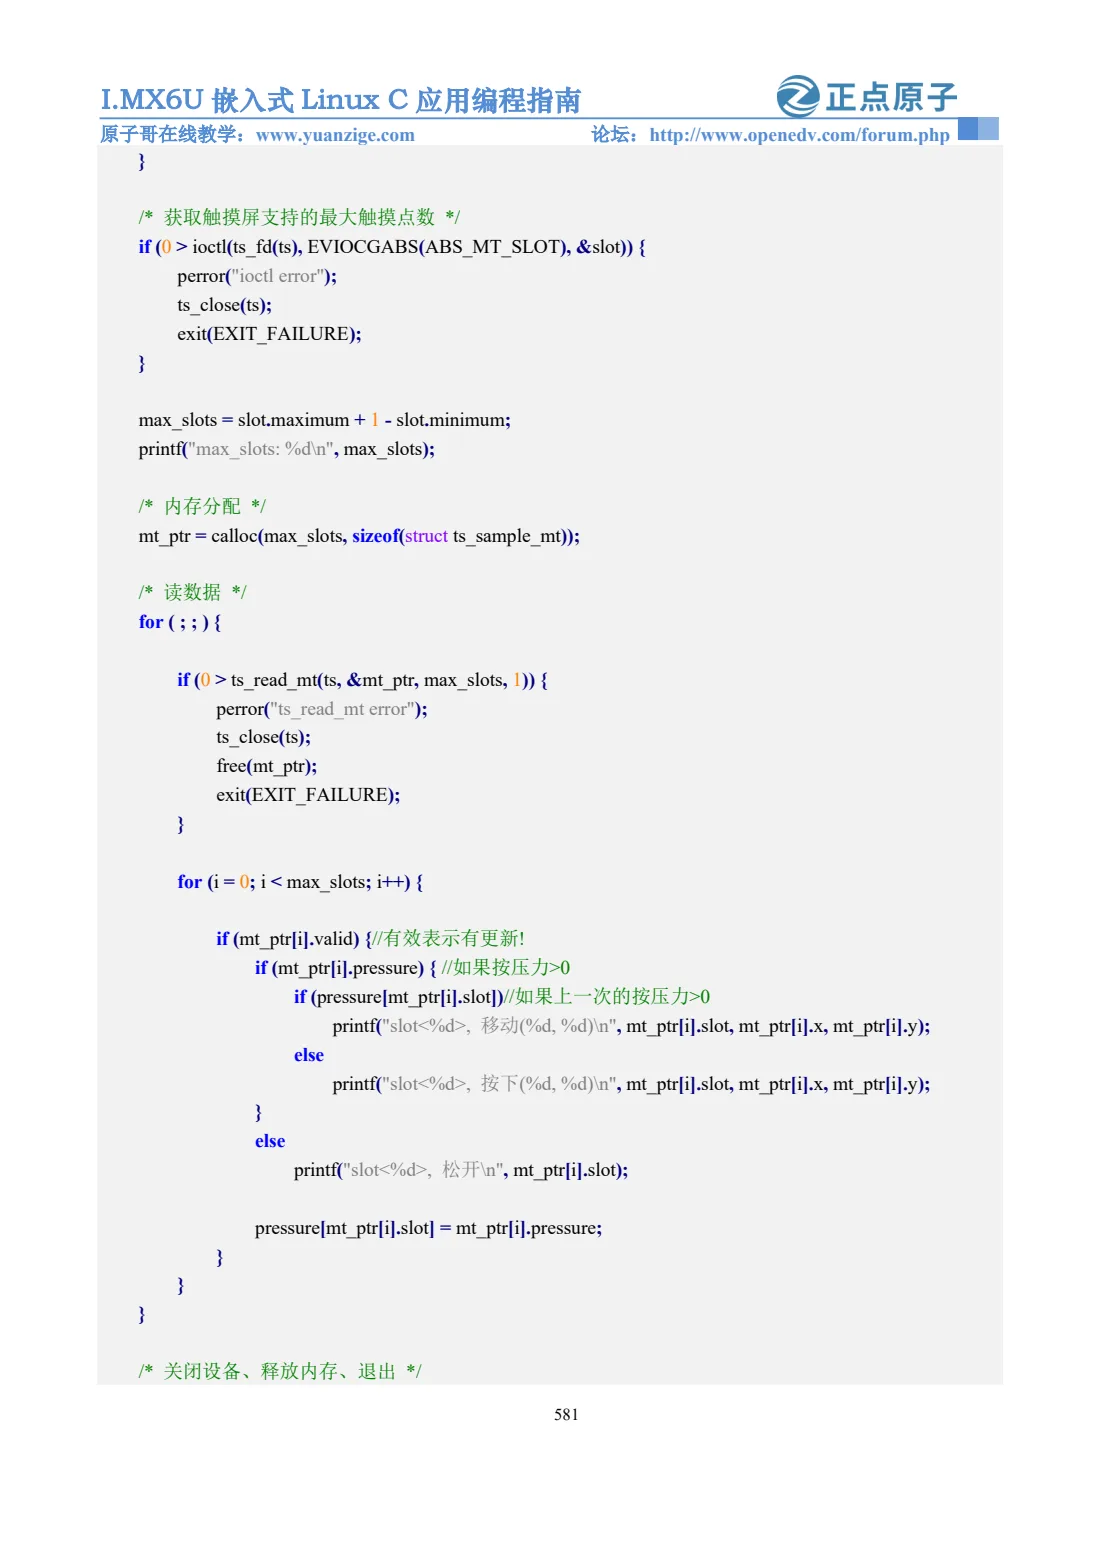 I.MX6U 嵌入式 Linux C 应用编程指南
正点原子
原子哥在线教学：www.yuanzige.com 论坛：http://www.openedv.com/forum.php
}
/* 获取触摸屏支持的最大触摸点数 */
if (0 > ioctl(ts_fd(ts), EVIOCGABS(ABS_MT_SLOT), &slot)) {
perror("ioctl error");
ts_close(ts);
exit(EXIT_FAILURE);
}
max_slots = slot.maximum + 1 - slot.minimum;
printf("max_slots: %d\n", max_slots);
/* 内存分配 */
mt_ptr = calloc(max_slots, sizeof(struct ts_sample_mt));
/* 读数据 */
for ( ; ; ) {
if (0 > ts_read_mt(ts, &mt_ptr, max_slots, 1)) {
perror("ts_read_mt error");
ts_close(ts);
free(mt_ptr);
exit(EXIT_FAILURE);
}
for (i = 0; i < max_slots; i++) {
if (mt_ptr[i].valid) {//有效表示有更新!
if (mt_ptr[i].pressure) { //如果按压力>0
if (pressure[mt_ptr[i].slot])//如果上一次的按压力>0
printf("slot<%d>, 移动(%d, %d)\n", mt_ptr[i].slot, mt_ptr[i].x, mt_ptr[i].y);
else
printf("slot<%d>, 按下(%d, %d)\n", mt_ptr[i].slot, mt_ptr[i].x, mt_ptr[i].y);
}
else
printf("slot<%d>, 松开\n", mt_ptr[i].slot);
pressure[mt_ptr[i].slot] = mt_ptr[i].pressure;
}
}
}
/* 关闭设备、释放内存、退出 */
581